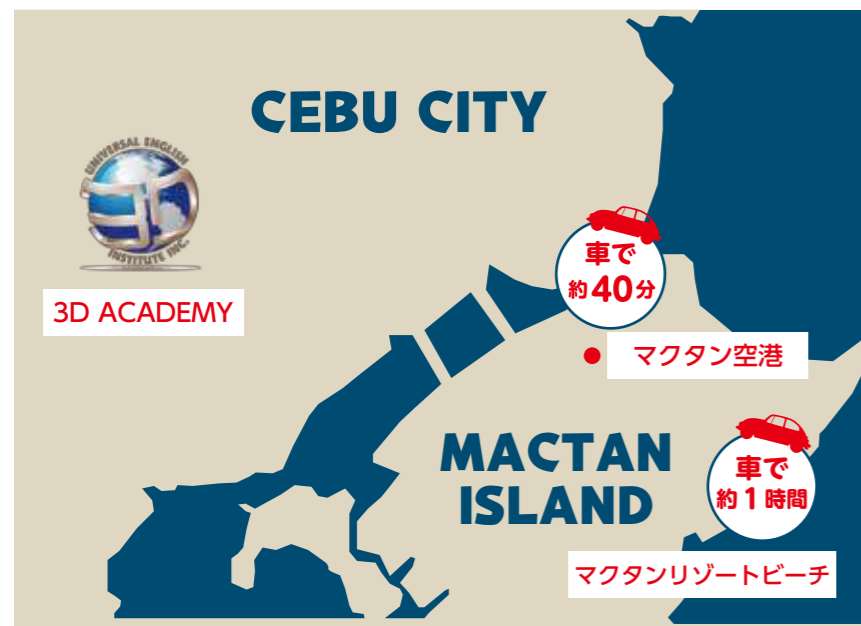 CEBU CITY
UNIVERSAL ENGLISH
3D
INSTITUTE INC.
3D ACADEMY
車で
約40分
マクタン空港
MACTAN
ISLAND
車で
約1時間
マクタンリゾートビーチ